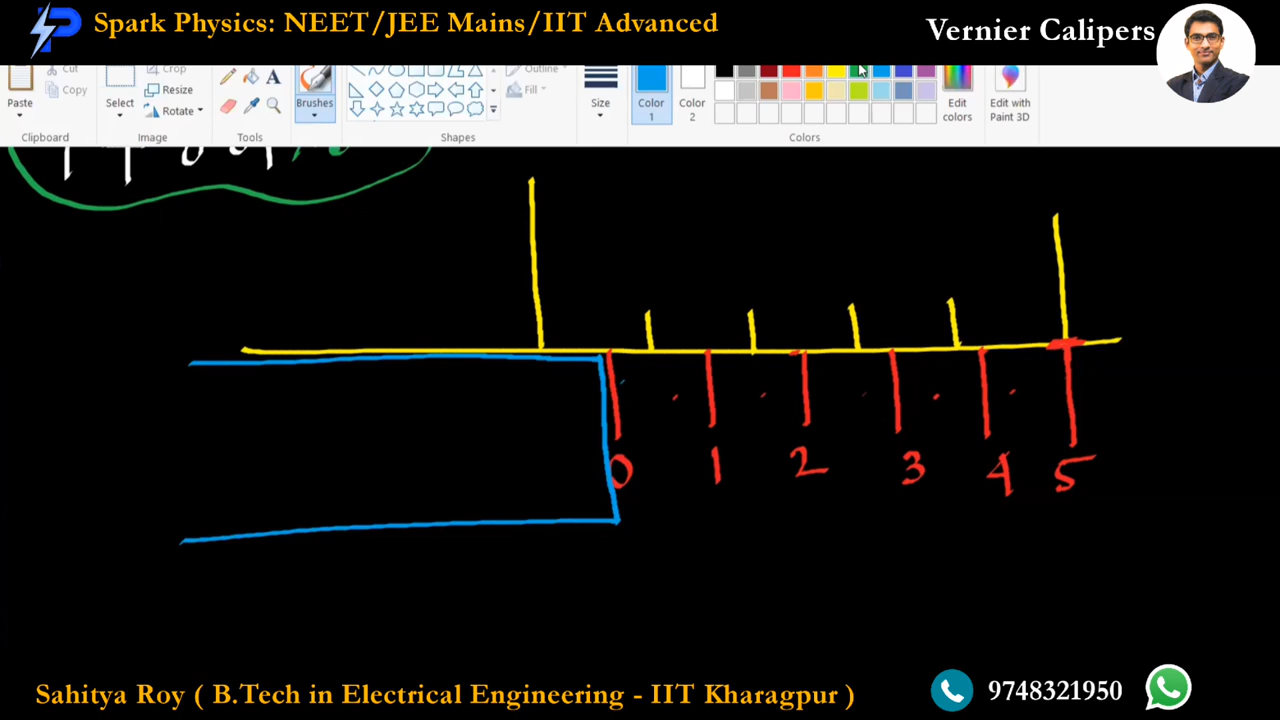 Spark Physics: NEET/JEE Mains/IIT Advanced
Vernier Calipers
Paste
Cut
Copy
Clipboard
Select
Crop
Resize
Rotate
Image
A
Tools
Brushes
Shapes
Outline
Fill
Size
Color 1
Color 2
Colors
Edit colors
Edit with Paint 3D
0 1 2 3 4 5
Sahitya Roy ( B.Tech in Electrical Engineering - IIT Kharagpur )
9748321950